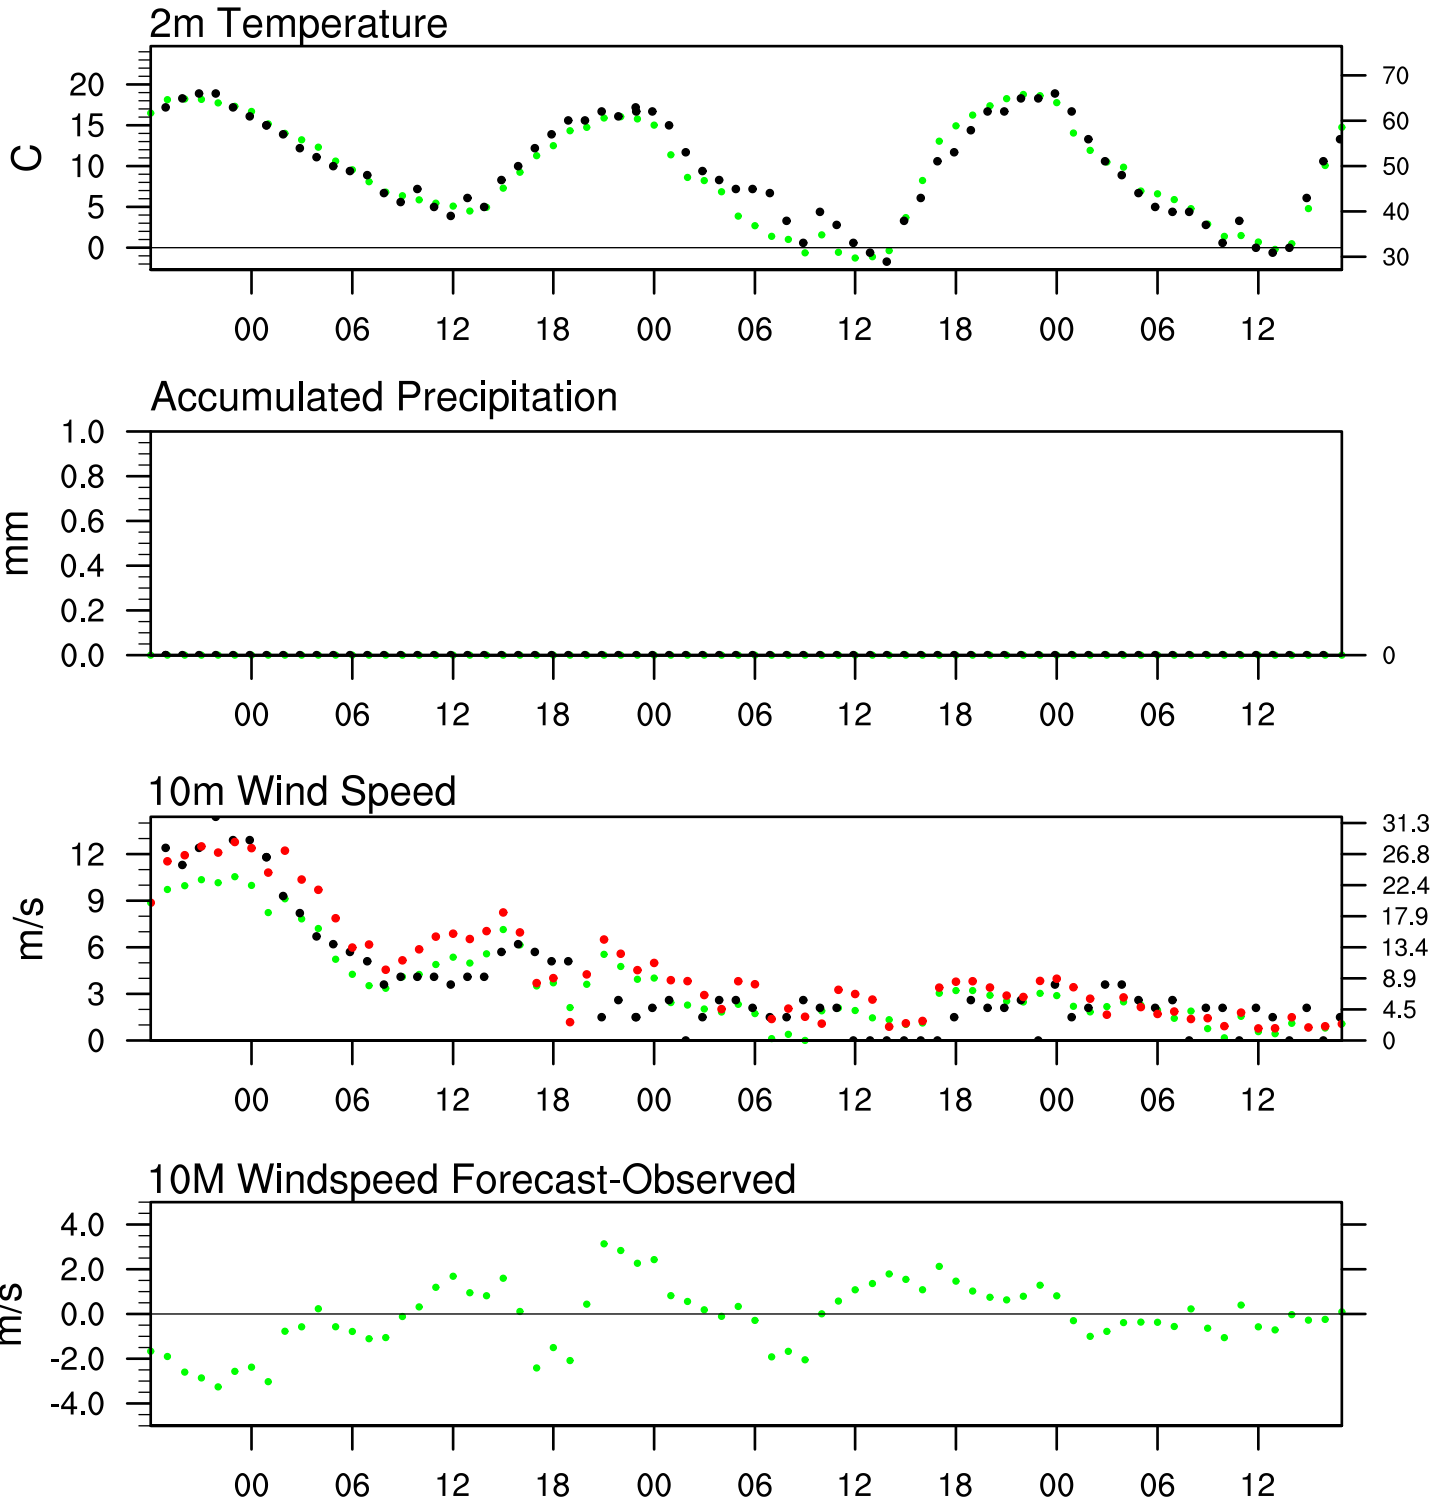 2m Temperature
20
15
10
5
0
C
70
60
50
40
30
00 06 12 18 00 06 12 18 00 06 12
Accumulated Precipitation
1.0
0.8
0.6
0.4
0.2
0.0
mm
0
00 06 12 18 00 06 12 18 00 06 12
10m Wind Speed
12
9
6
3
0
m/s
31.3
26.8
22.4
17.9
13.4
8.9
4.5
0
00 06 12 18 00 06 12 18 00 06 12
10M Windspeed Forecast-Observed
4.0
2.0
0.0
-2.0
-4.0
m/s
00 06 12 18 00 06 12 18 00 06 12